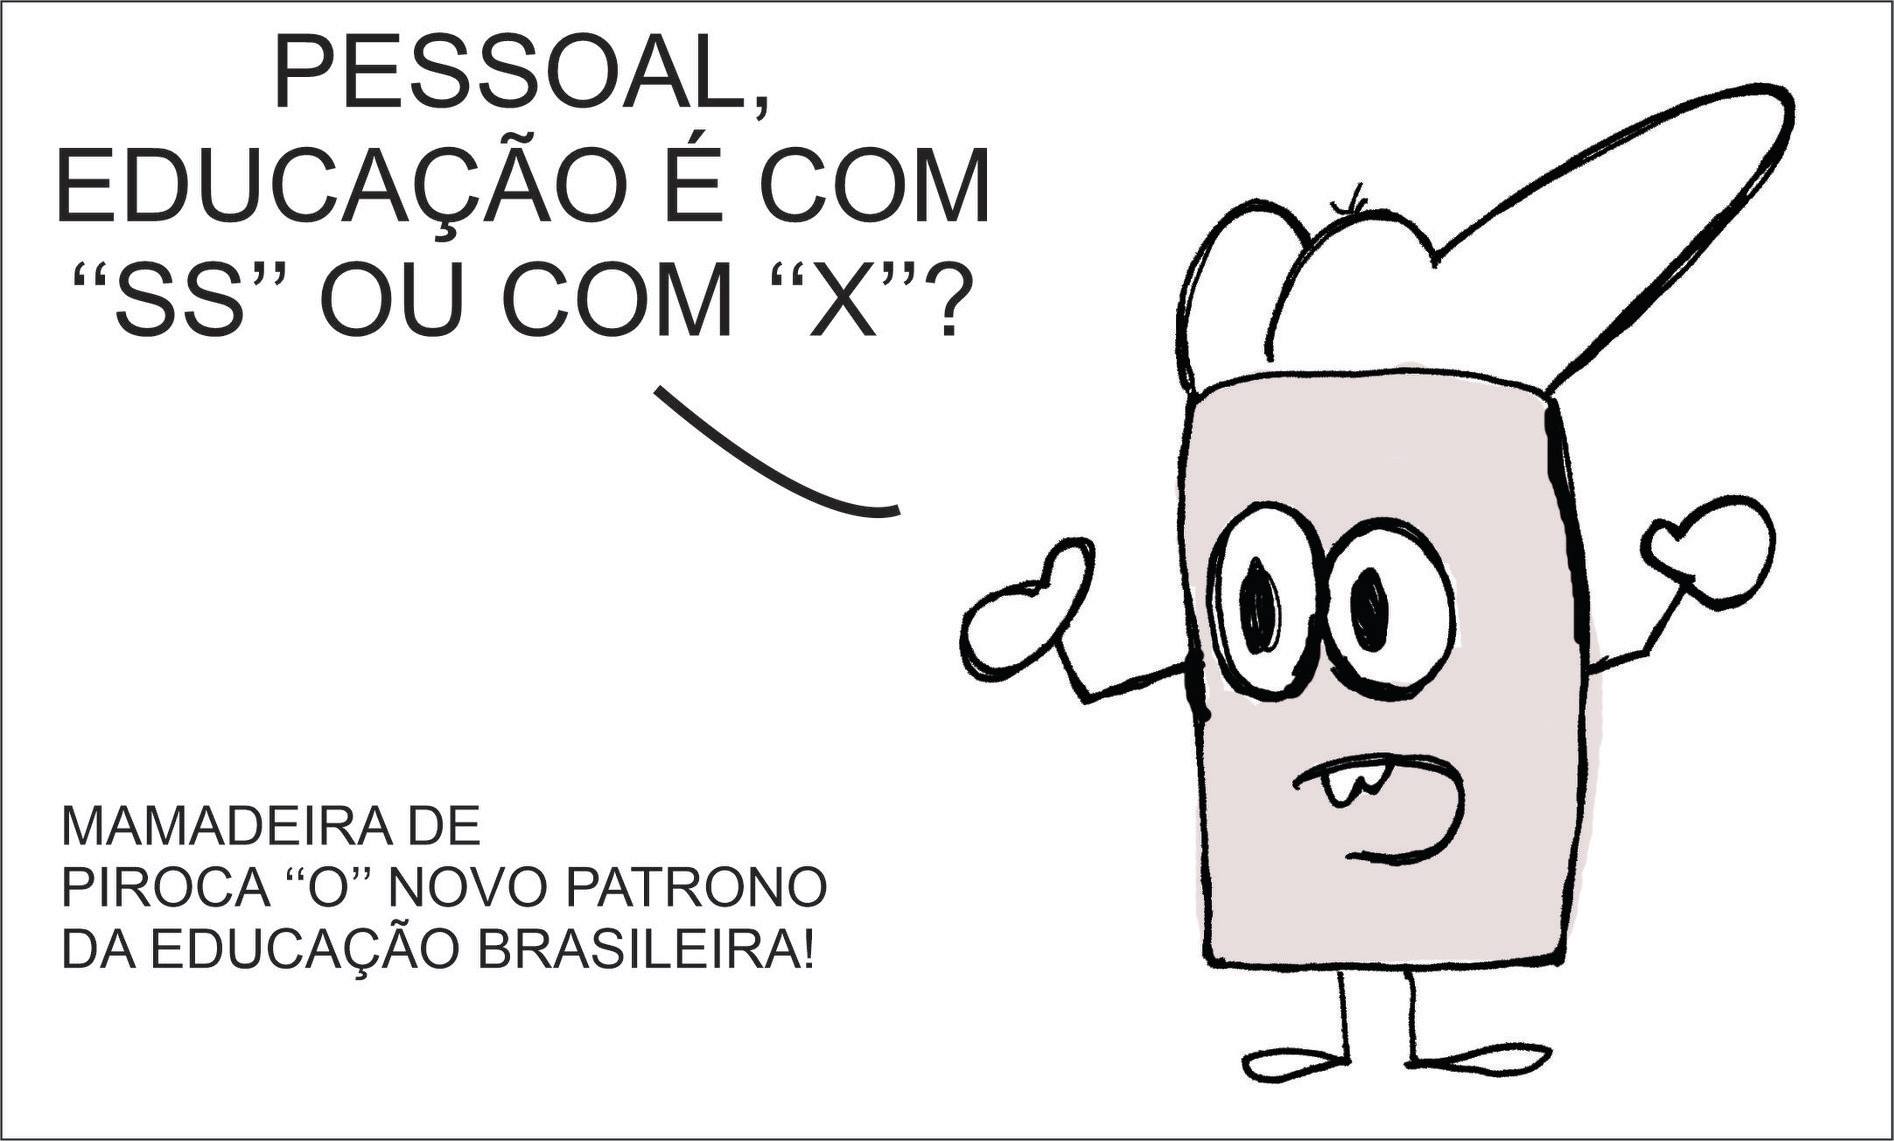 PESSOAL,
EDUCAÇÃO É COM
‘‘SS’’ OU COM ‘‘X’’?
MAMADEIRA DE
PIROCA ‘‘O’’ NOVO PATRONO
DA EDUCAÇÃO BRASILEIRA!